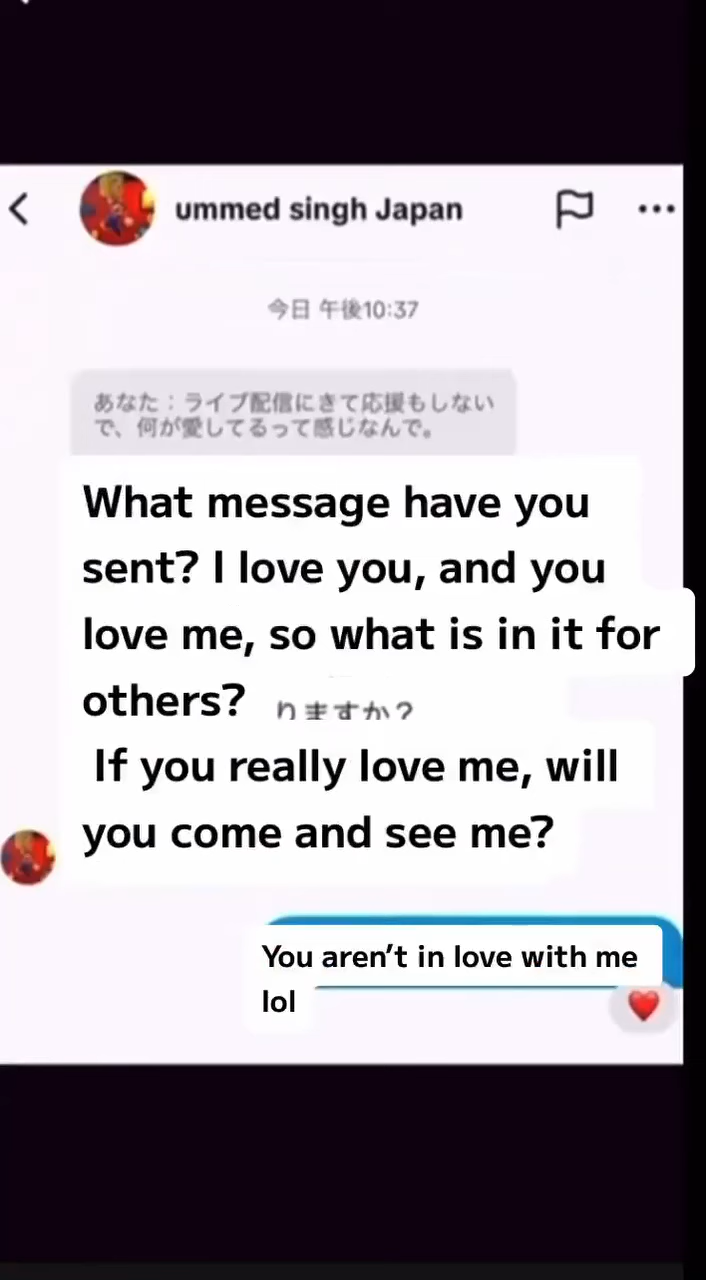 ummed singh Japan
今日 午後10:37
あなた：ライブ配信にきて応援もしない
で、何が愛してるって感じなんで。
What message have you
sent? I love you, and you
love me, so what is in it for
others? りますか？
If you really love me, will
you come and see me?
You aren't in love with me
lol